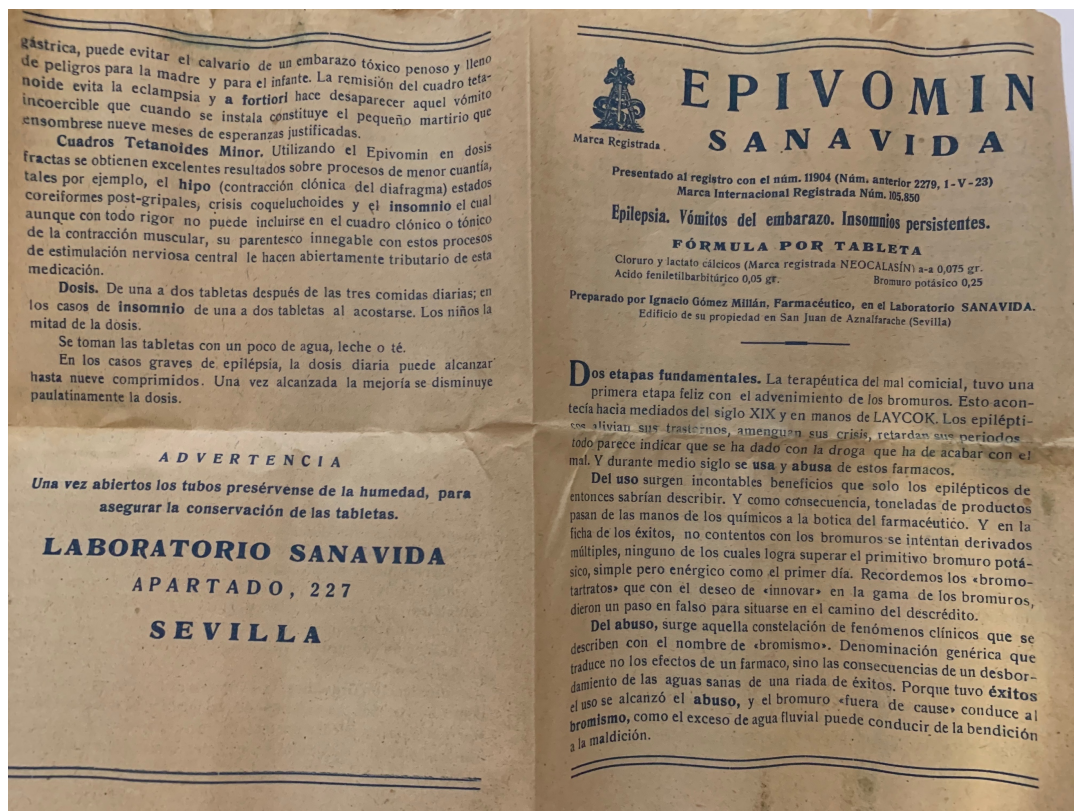 gástrica, puede evitar el calvario de un embarazo tóxico penoso y lleno
de peligros para la madre y para el infante. La remisión del cuadro teta-
noide evita la eclampsia y a fortiori hace desaparecer aquel vómito
incoercible que cuando se instala constituye el pequeño martirio que
ensombrese nueve meses de esperanzas justificadas.
Cuadros Tetanoides Minor. Utilizando el Epivomin en dosis
fractas se obtienen excelentes resultados sobre procesos de menor cuantía,
tales por ejemplo, el hipo (contracción clónica del diafragma) estados
coreiformes post-gripales, crisis coqueluchoides y el insomnio el cual
aunque con todo rigor no puede incluirse en el cuadro clónico o tónico
de la contracción muscular, su parentesco innegable con estos procesos
de estimulación nerviosa central le hacen abiertamente tributario de esta
medicación.
Dosis. De una a dos tabletas después de las tres comidas diarias; en
los casos de insomnio de una a dos tabletas al acostarse. Los niños la
mitad de la dosis.
Se toman las tabletas con un poco de agua, leche o té.
En los casos graves de epilépsia, la dosis diaria puede alcanzar
hasta nueve comprimidos. Una vez alcanzada la mejoría se disminuye
paulatinamente la dosis.
ADVERTENCIA
Una vez abiertos los tubos presérvense de la humedad, para
asegurar la conservación de las tabletas.
LABORATORIO SANAVIDA
APARTADO, 227
SEVILLA
EPIVOMIN
SANAVIDA
Marca Registrada
Presentado al registro con el núm. 11904 (Núm. anterior 2279, 1-V-23)
Marca Internacional Registrada Núm. 105.850
Epilepsia. Vómitos del embarazo. Insomnios persistentes.
FÓRMULA POR TABLETA
Cloruro y lactato cálcicos (Marca registrada NEOCALASÍN) a-a 0,075 gr.
Acido feniletilbarbitúrico 0,05 gr. Bromuro potásico 0,25
Preparado por Ignacio Gómez Millán, Farmacéutico, en el Laboratorio SANAVIDA.
Edificio de su propiedad en San Juan de Aznalfarache (Sevilla)
Dos etapas fundamentales. La terapéutica del mal comicial, tuvo una
primera etapa feliz con el advenimiento de los bromuros. Esto acon-
tecía hacia mediados del siglo XIX y en manos de LAYCOK. Los epilépti-
cos alivian sus trastornos, amenguan sus crisis, retardan sus periodos
todo parece indicar que se ha dado con la droga que ha de acabar con el
mal. Y durante medio siglo se usa y abusa de estos farmacos.
Del uso surgen incontables beneficios que solo los epilépticos de
entonces sabrían describir. Y como consecuencia, toneladas de productos
pasan de las manos de los químicos a la botica del farmacéutico. Y en la
ficha de los éxitos, no contentos con los bromuros se intentan derivados
múltiples, ninguno de los cuales logra superar el primitivo bromuro potá-
sico, simple pero enérgico como el primer día. Recordemos los «bromo-
tartratos» que con el deseo de «innovar» en la gama de los bromuros,
dieron un paso en falso para situarse en el camino del descrédito.
Del abuso, surge aquella constelación de fenómenos clínicos que se
describen con el nombre de «bromismo». Denominación genérica que
traduce no los efectos de un farmaco, sino las consecuencias de un desbor-
damiento de las aguas sanas de una riada de éxitos. Porque tuvo éxitos
el uso se alcanzó el abuso, y el bromuro «fuera de cause» conduce al
bromismo, como el exceso de agua fluvial puede conducir de la bendición
a la maldición.